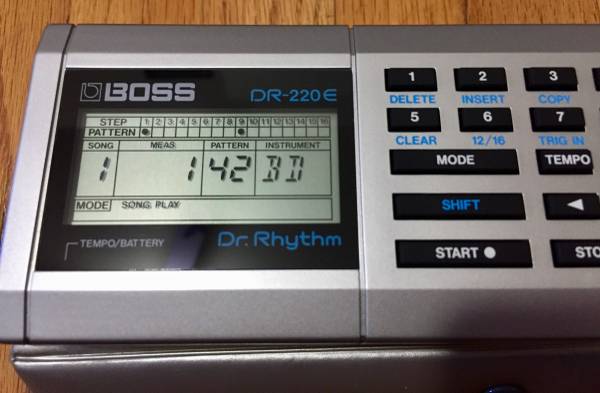 BOSS DR-220E
STEP 1 2 3 4 5 6 7 8 9 10 11 12 13 14 15 16
PATTERN
SONG MEAS. PATTERN INSTRUMENT
1 1 42 BD
MODE SONG PLAY
TEMPO/BATTERY Dr. Rhythm
1 2 3
DELETE INSERT COPY
5 6 7
CLEAR 12/16 TRIG IN
MODE TEMPO
SHIFT ◀
START ● STO